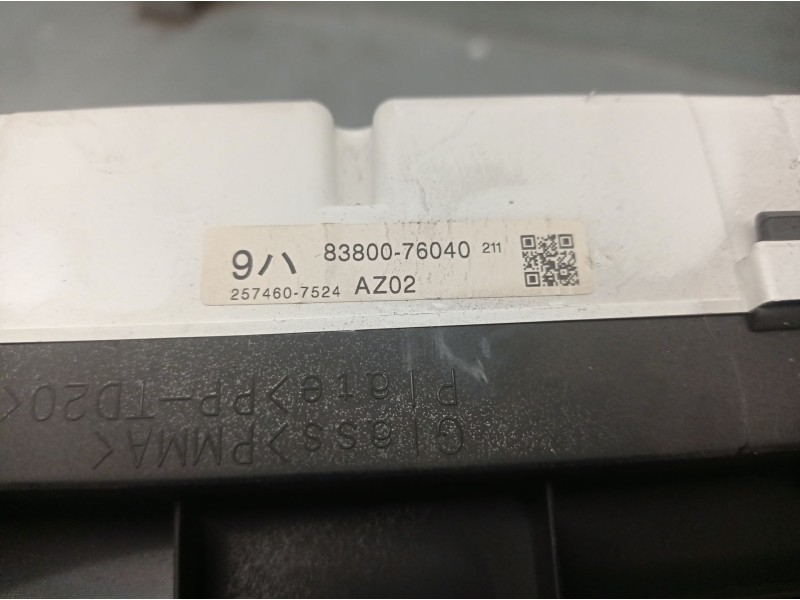 9ハ 83800-76040 211
257460-7524 AZ02
Glass>PMMA<
Plate>PP-TD20<